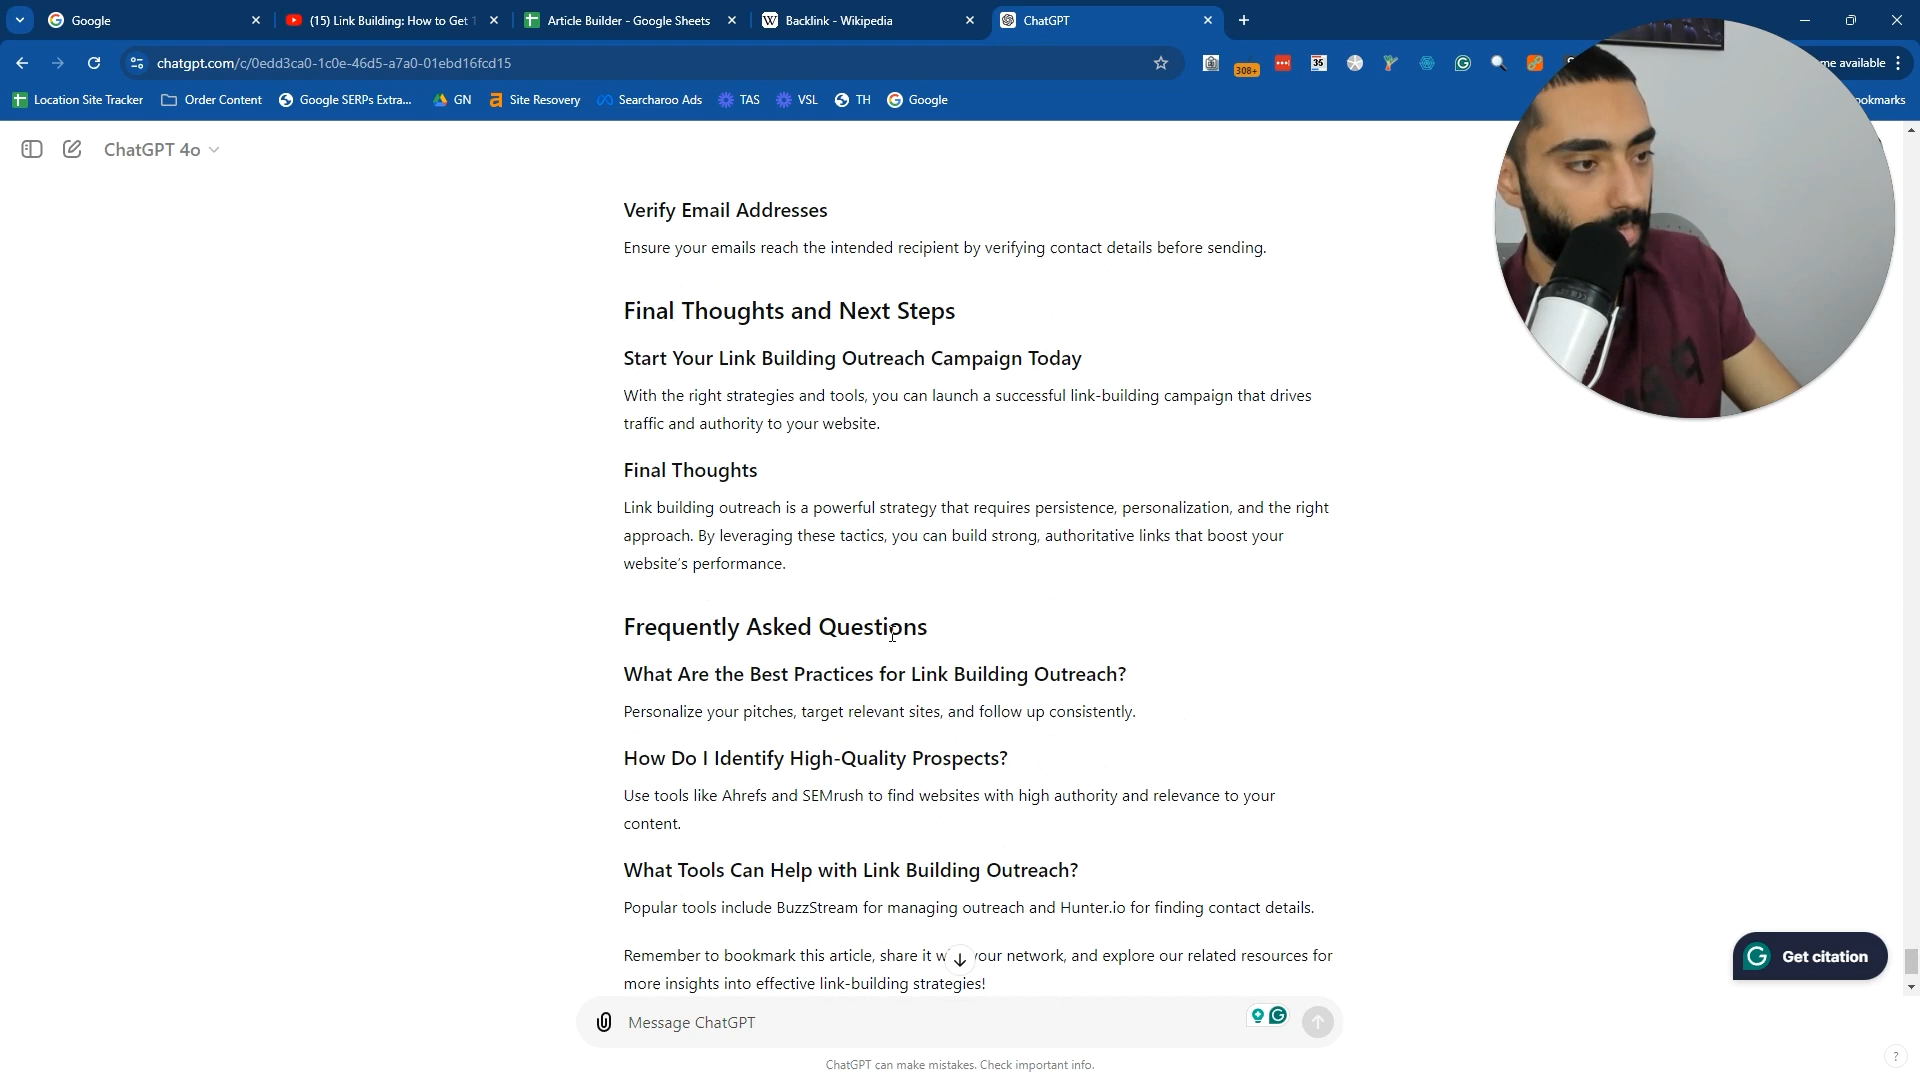 Google
(15) Link Building: How to Get
Article Builder - Google Sheets
Backlink - Wikipedia
ChatGPT
chatgpt.com/c/0edd3ca0-1c0e-46d5-a7a0-01ebd16fcd15
308+
35
me available
Location Site Tracker
Order Content
Google SERPs Extra...
GN
Site Recovery
Searcharoo Ads
TAS
VSL
TH
Google
ookmarks
ChatGPT 4o
Verify Email Addresses
Ensure your emails reach the intended recipient by verifying contact details before sending.
Final Thoughts and Next Steps
Start Your Link Building Outreach Campaign Today
With the right strategies and tools, you can launch a successful link-building campaign that drives
traffic and authority to your website.
Final Thoughts
Link building outreach is a powerful strategy that requires persistence, personalization, and the right
approach. By leveraging these tactics, you can build strong, authoritative links that boost your
website's performance.
Frequently Asked Questions
What Are the Best Practices for Link Building Outreach?
Personalize your pitches, target relevant sites, and follow up consistently.
How Do I Identify High-Quality Prospects?
Use tools like Ahrefs and SEMrush to find websites with high authority and relevance to your
content.
What Tools Can Help with Link Building Outreach?
Popular tools include BuzzStream for managing outreach and Hunter.io for finding contact details.
Remember to bookmark this article, share it w your network, and explore our related resources for
more insights into effective link-building strategies!
Get citation
Message ChatGPT
ChatGPT can make mistakes. Check important info.
?